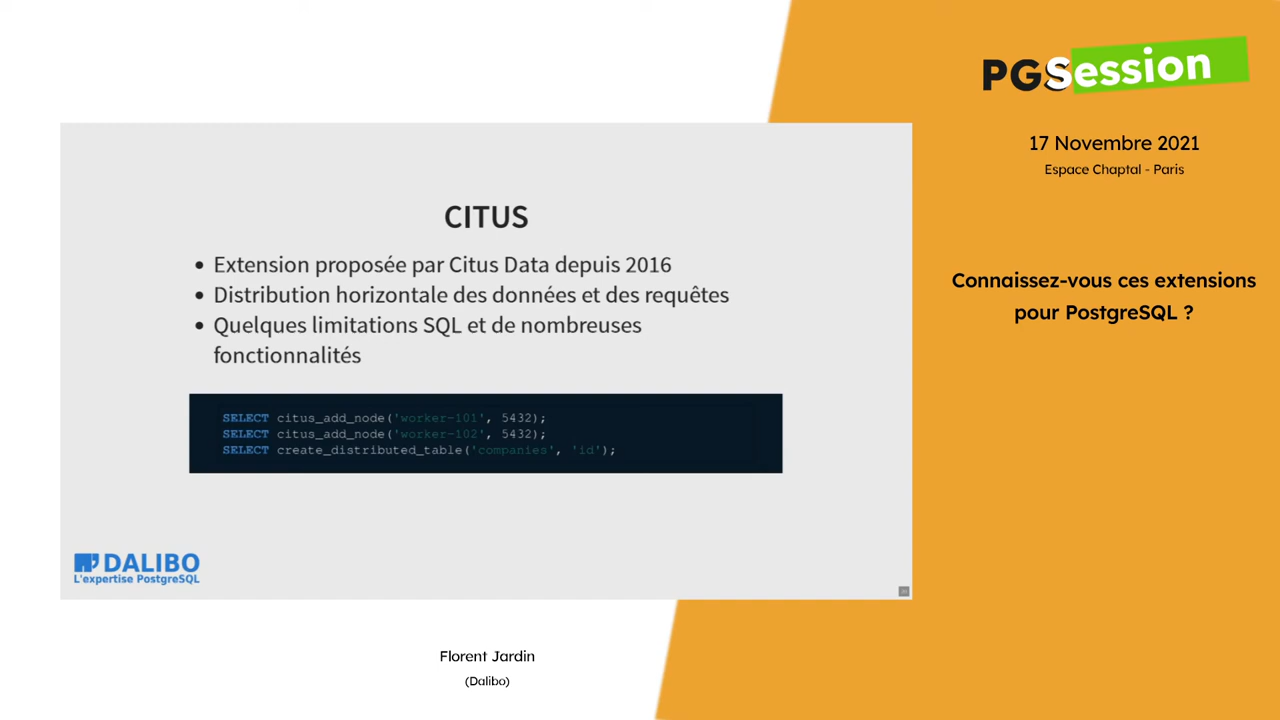 PGSession
17 Novembre 2021
Espace Chaptal - Paris
Connaissez-vous ces extensions
pour PostgreSQL ?
CITUS
• Extension proposée par Citus Data depuis 2016
• Distribution horizontale des données et des requêtes
• Quelques limitations SQL et de nombreuses
fonctionnalités
SELECT citus_add_node('worker-101', 5432);
SELECT citus_add_node('worker-102', 5432);
SELECT create_distributed_table('companies', 'id');
DALIBO
L'expertise PostgreSQL
Florent Jardin
(Dalibo)